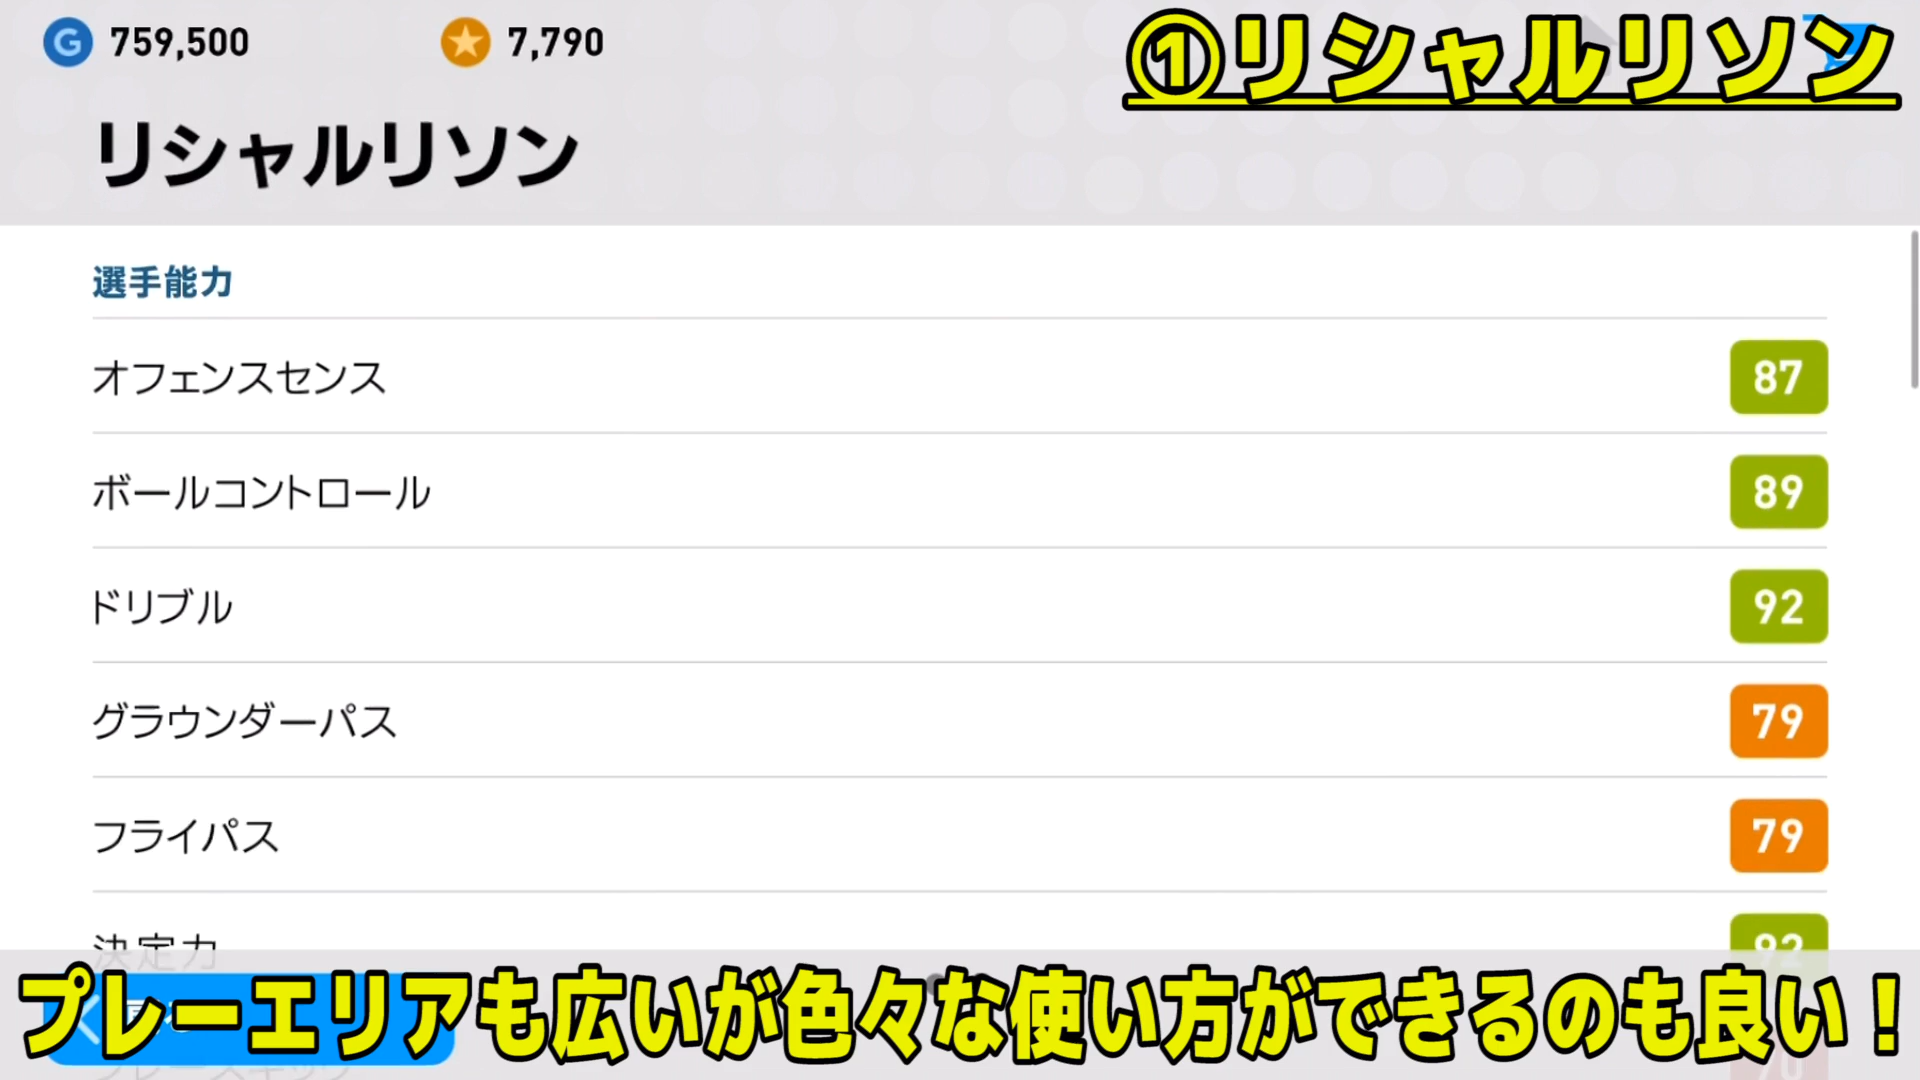 759,500
7,790
①リシャルリソン
リシャルリソン
選手能力
オフェンスセンス 87
ボールコントロール 89
ドリブル 92
グラウンダーパス 79
フライパス 79
決定力
プレーエリアも広いが色々な使い方ができるのも良い！